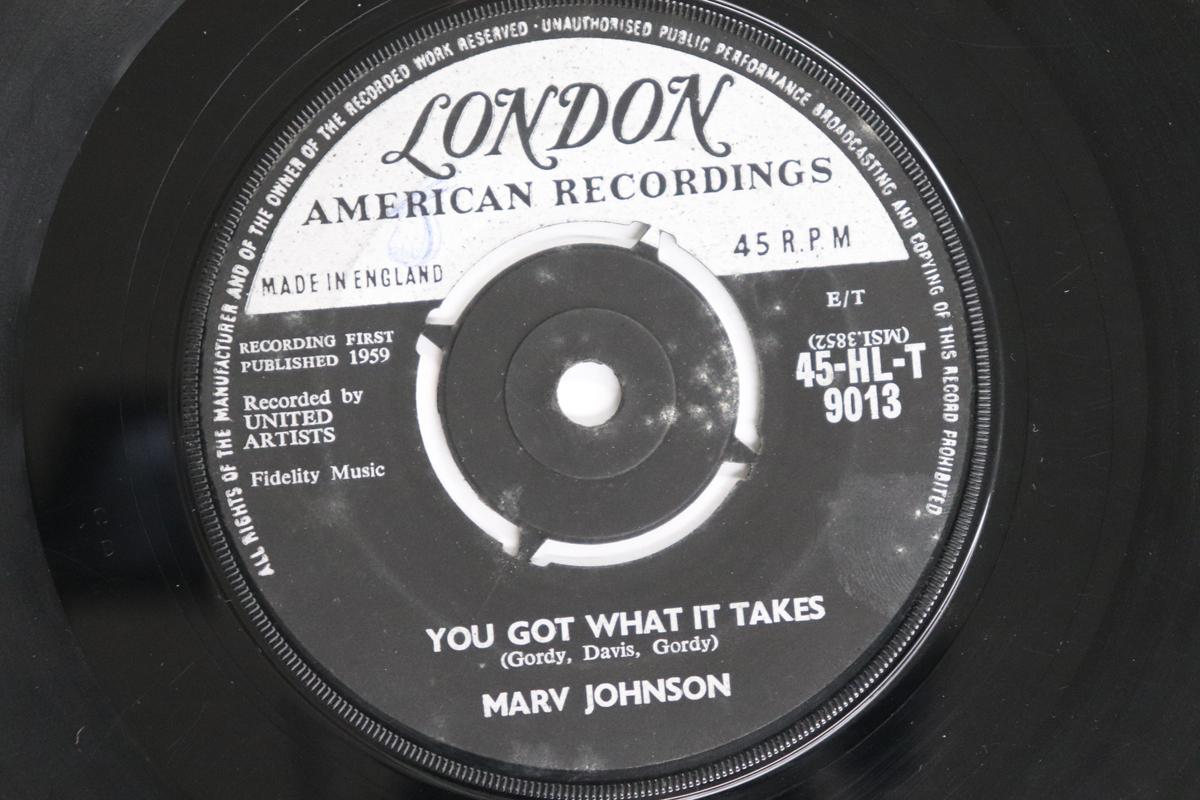 ALL RIGHTS OF THE MANUFACTURER AND OF THE OWNER OF THE RECORDED WORK RESERVED · UNAUTHORISED PUBLIC PERFORMANCE BROADCASTING AND COPYING OF THIS RECORD PROHIBITED
LONDON
AMERICAN RECORDINGS
45 R.P.M
MADE IN ENGLAND
E/T
RECORDING FIRST
PUBLISHED 1959
(MSI.3852)
45-HL-T
9013
Recorded by
UNITED
ARTISTS
Fidelity Music
YOU GOT WHAT IT TAKES
(Gordy, Davis, Gordy)
MARV JOHNSON